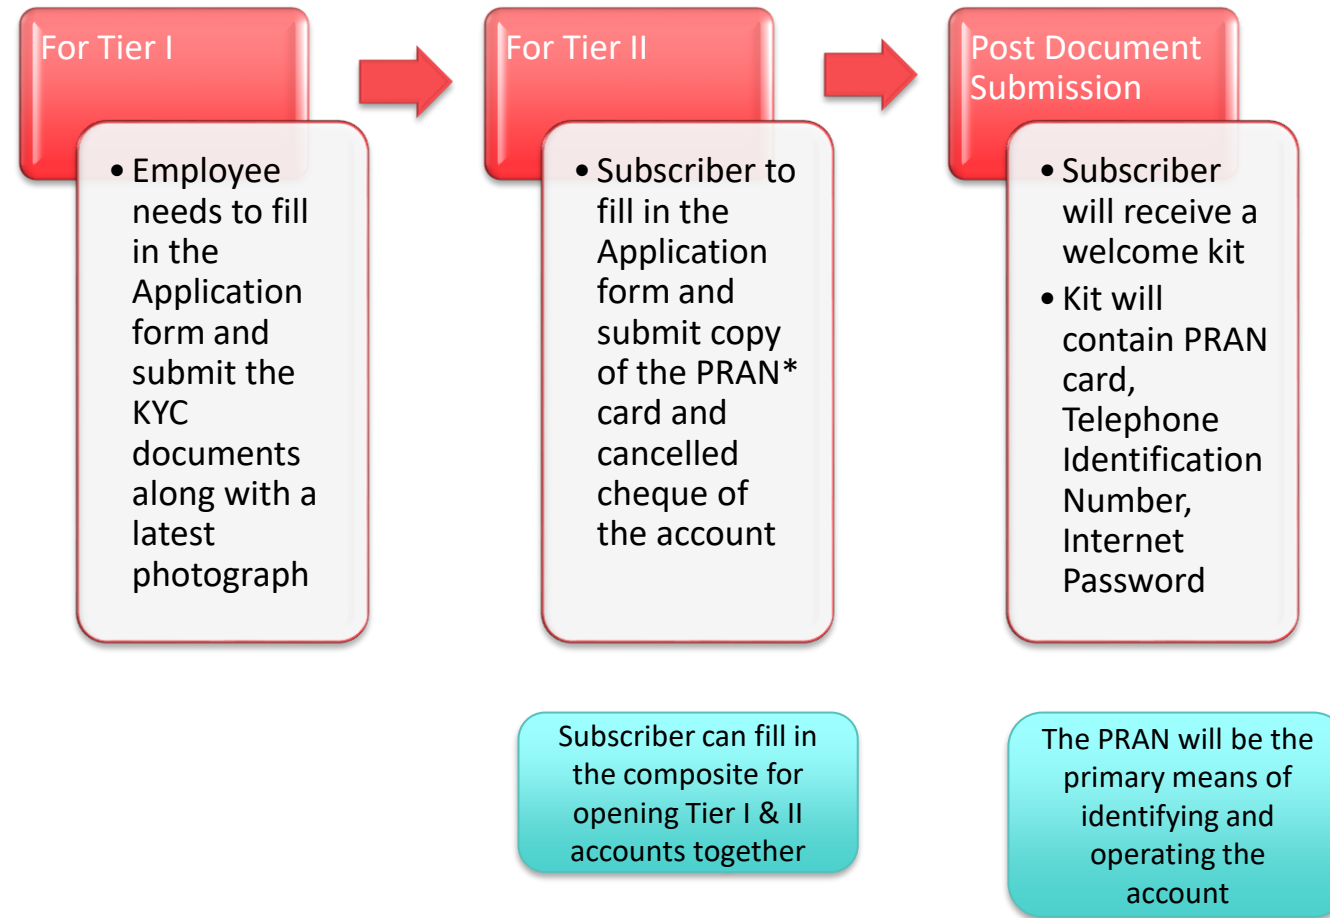 For Tier I
• Employee
needs to fill
in the
Application
form and
submit the
KYC
documents
along with a
latest
photograph
For Tier II
• Subscriber to
fill in the
Application
form and
submit copy
of the PRAN*
card and
cancelled
cheque of
the account
Post Document
Submission
• Subscriber
will receive a
welcome kit
• Kit will
contain PRAN
card,
Telephone
Identification
Number,
Internet
Password
Subscriber can fill in
the composite for
opening Tier I & II
accounts together
The PRAN will be the
primary means of
identifying and
operating the
account